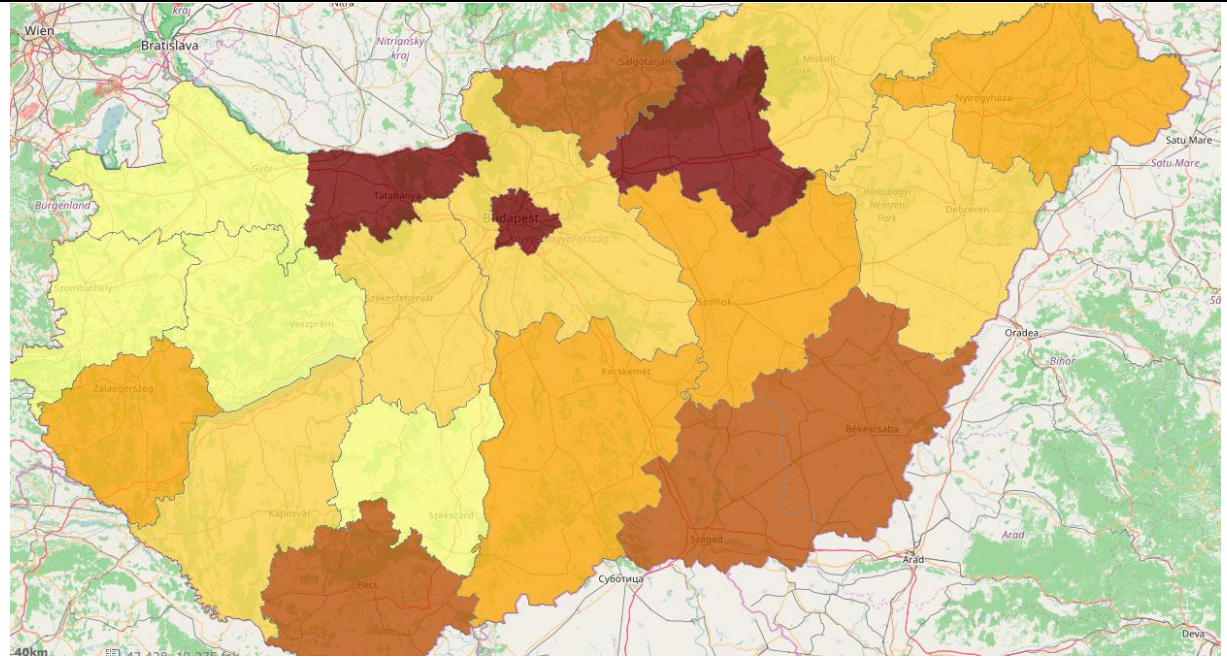 Nitra
kraj
Wien
Bratislava
Nitriansky
kraj
Salgótarján
Miskolc
Bükk
Nyíregyháza
Satu Mare
Satu Mare
Győr
Tatabánya
Burgenland
Hortobágyi
Nemzeti
Park
Debrecen
Budapest
Szombathely
Székesfehérvár
Szolnok
Veszprém
Oradea
Bihor
Kecskemét
Zalaegerszeg
Békéscsaba
Kaposvár
Szekszárd
Szeged
Arad
Arad
Суботица
Pécs
Deva
40km